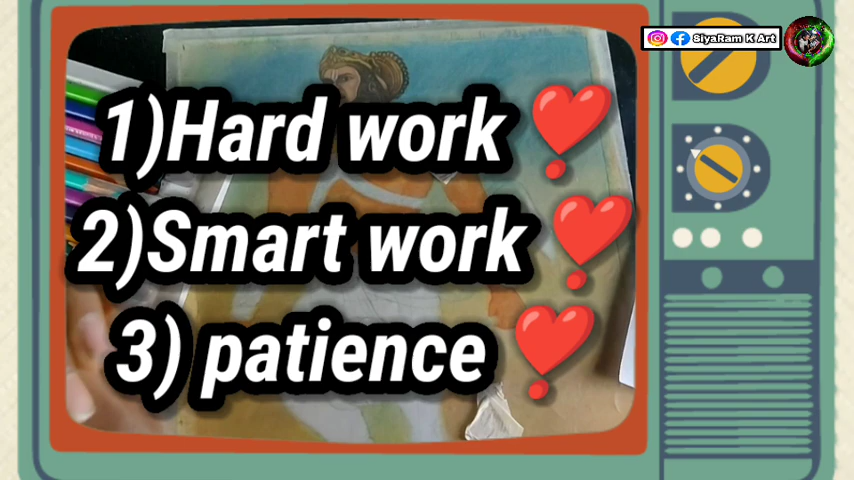 SiyaRam K Art
1)Hard work ❣️
2)Smart work ❣️
3) patience ❣️